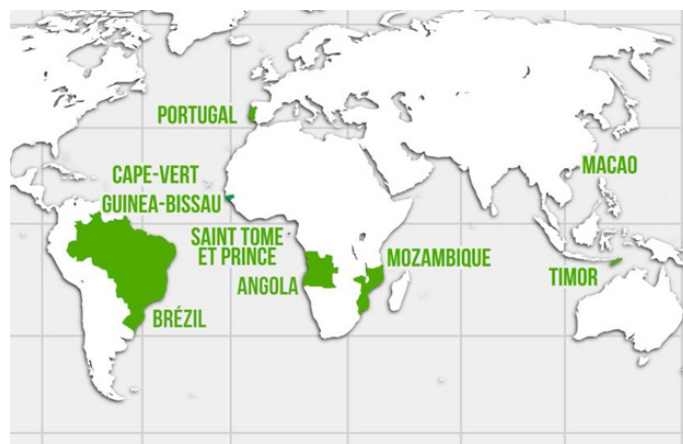 PORTUGAL
MACAO
CAPE-VERT
GUINEA-BISSAU
SAINT TOME
ET PRINCE
MOZAMBIQUE
ANGOLA
TIMOR
BRÉZIL